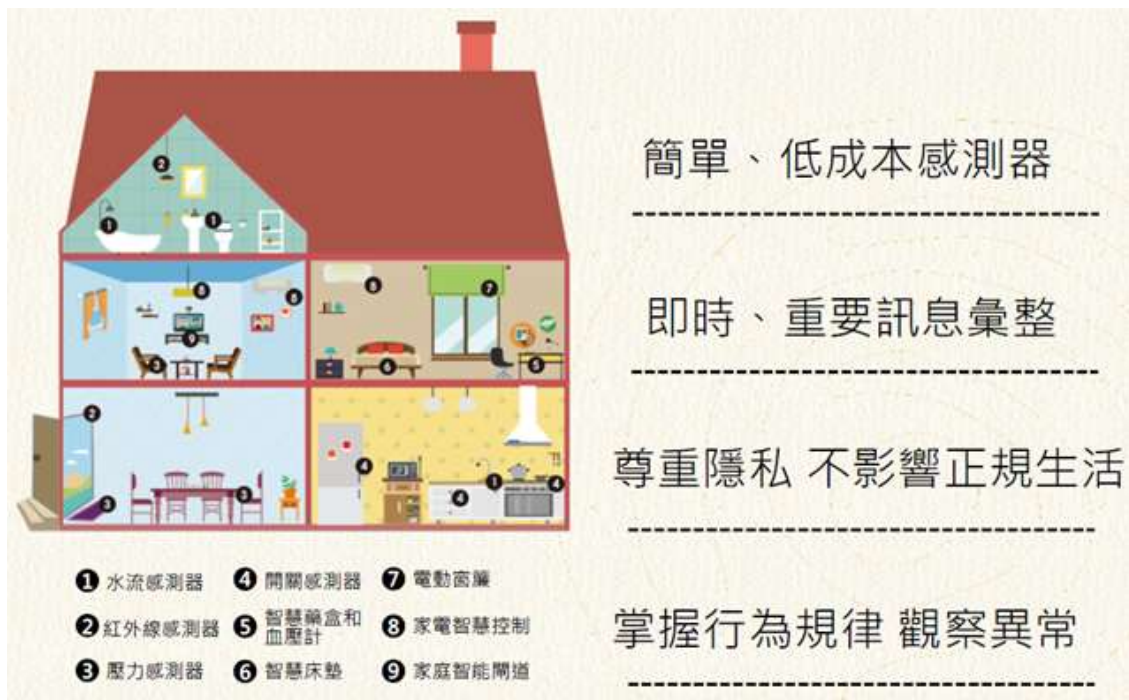 簡單、低成本感測器
即時、重要訊息彙整
尊重隱私 不影響正規生活
掌握行為規律 觀察異常
❶ 水流感測器
❷ 紅外線感測器
❸ 壓力感測器
❹ 開關感測器
❺ 智慧藥盒和
血壓計
❻ 智慧床墊
❼ 電動窗簾
❽ 家電智慧控制
❾ 家庭智能閘道